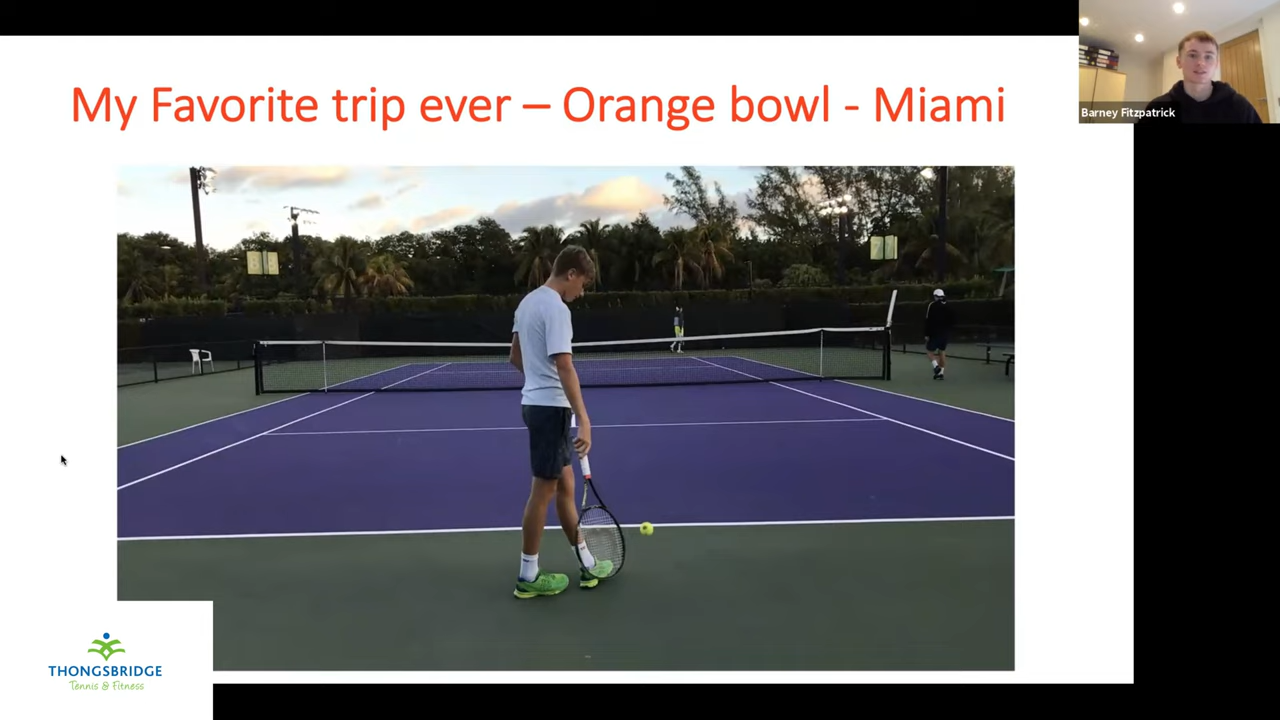 My Favorite trip ever – Orange bowl - Miami
Barney Fitzpatrick
THONGSBRIDGE
Tennis & Fitness